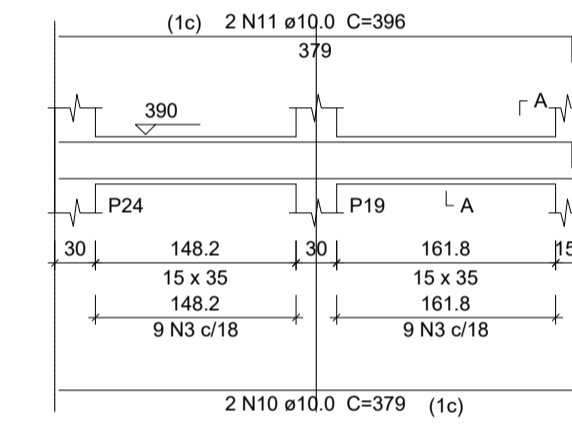 (1c) 2 N11 ø10.0 C=396
379
390
A
P24
P19
A
30
148.2
30
161.8
15
15 x 35
15 x 35
148.2
161.8
9 N3 c/18
9 N3 c/18
2 N10 ø10.0 C=379 (1c)